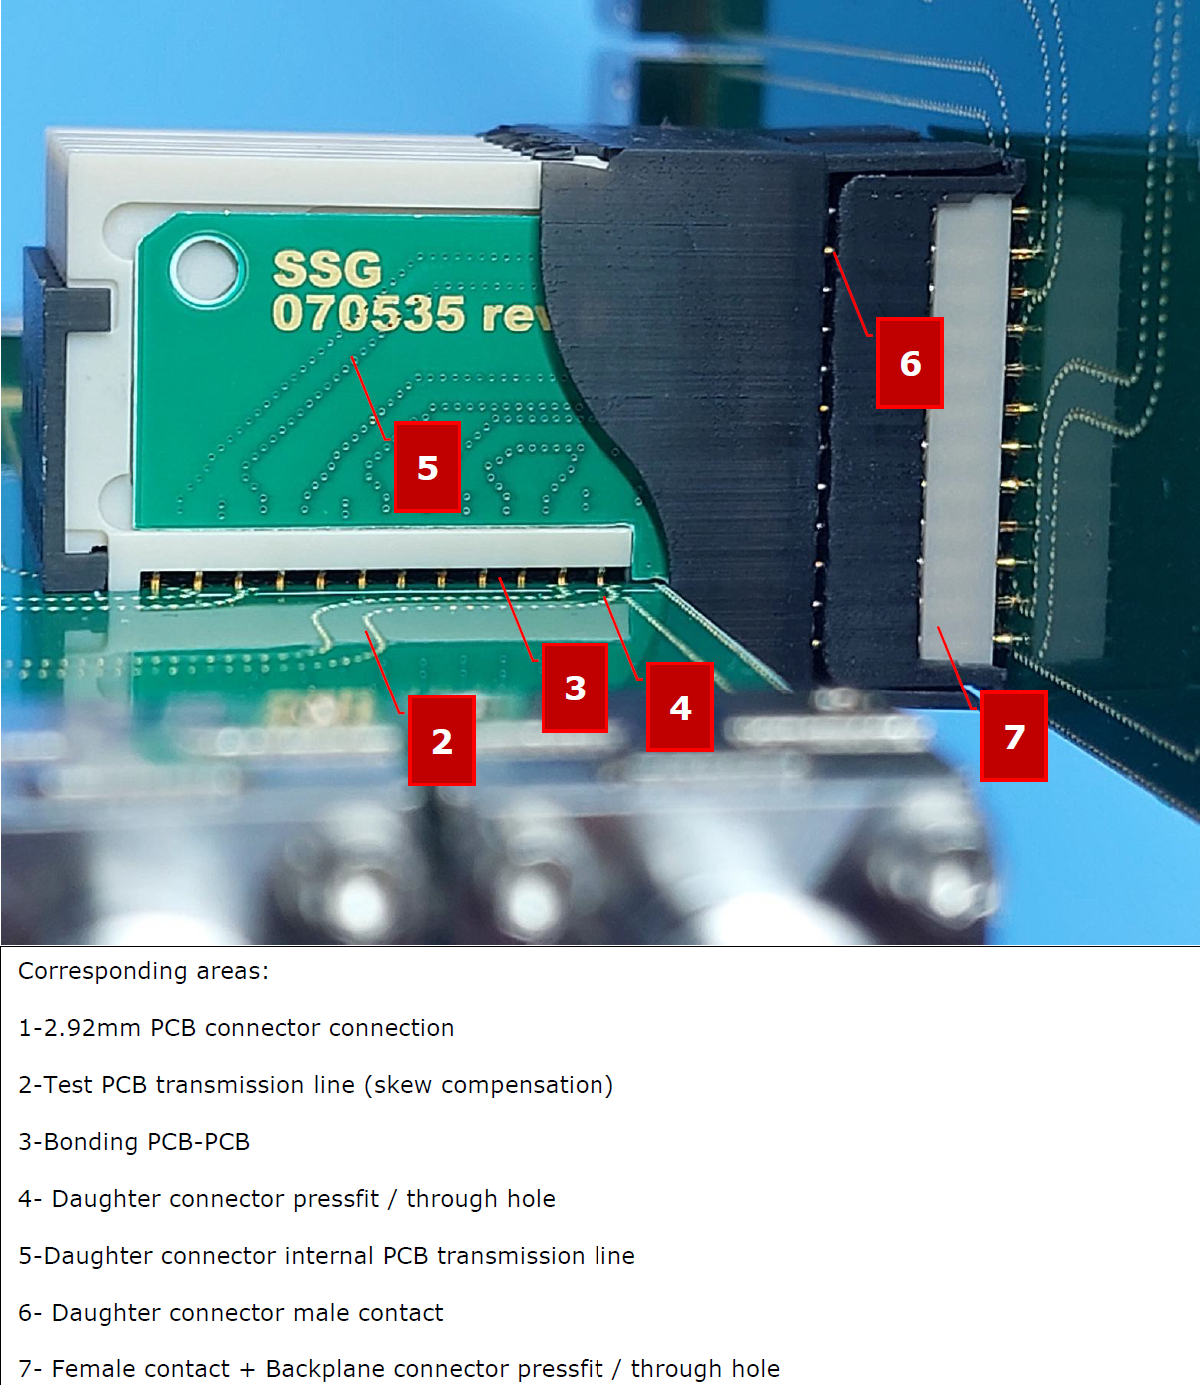 SSG
070535 rev
6
5
3
4
2
7
Corresponding areas:
1-2.92mm PCB connector connection
2-Test PCB transmission line (skew compensation)
3-Bonding PCB-PCB
4- Daughter connector pressfit / through hole
5-Daughter connector internal PCB transmission line
6- Daughter connector male contact
7- Female contact + Backplane connector pressfit / through hole